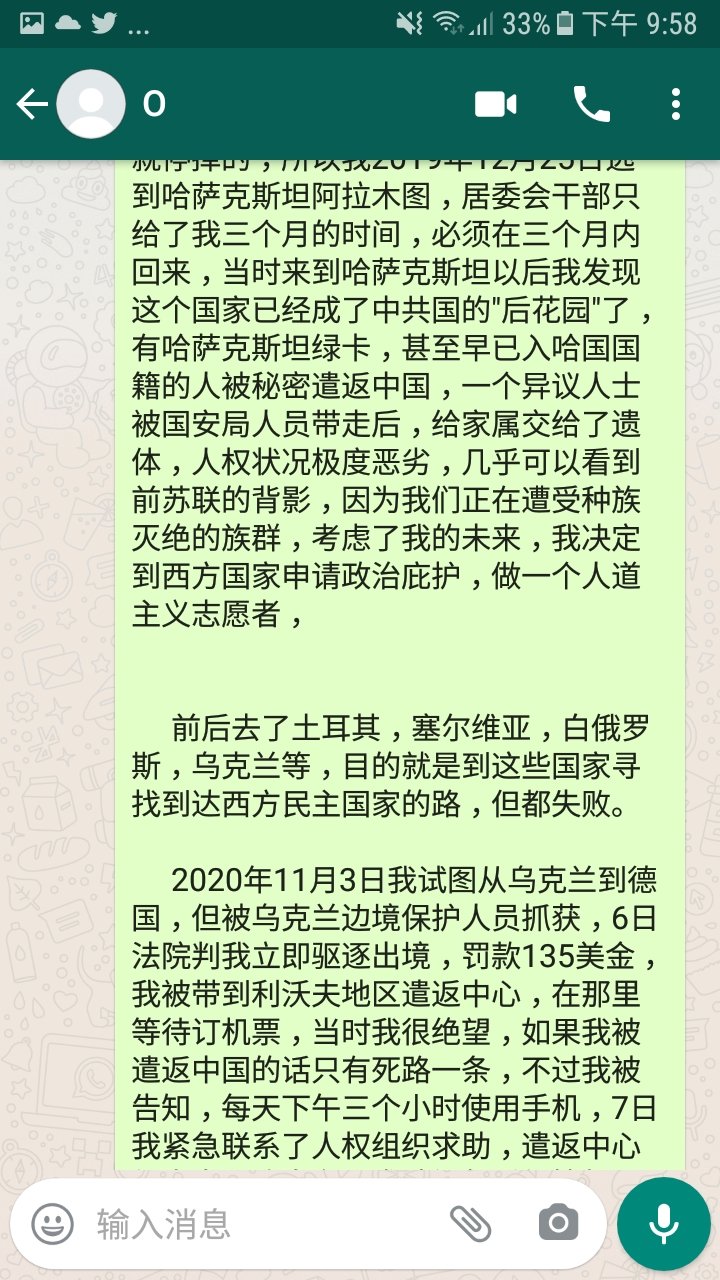 ... 33% 下午 9:58
O
就停掉的，所以我2019年12月25日逃
到哈萨克斯坦阿拉木图，居委会干部只
给了我三个月的时间，必须在三个月内
回来，当时来到哈萨克斯坦以后我发现
这个国家已经成了中共国的"后花园"了，
有哈萨克斯坦绿卡，甚至早已入哈国国
籍的人被秘密遣返中国，一个异议人士
被国安局人员带走后，给家属交给了遗
体，人权状况极度恶劣，几乎可以看到
前苏联的背影，因为我们正在遭受种族
灭绝的族群，考虑了我的未来，我决定
到西方国家申请政治庇护，做一个人道
主义志愿者，
前后去了土耳其，塞尔维亚，白俄罗
斯，乌克兰等，目的就是到这些国家寻
找到达西方民主国家的路，但都失败。
2020年11月3日我试图从乌克兰到德
国，但被乌克兰边境保护人员抓获，6日
法院判我立即驱逐出境，罚款135美金，
我被带到利沃夫地区遣返中心，在那里
等待订机票，当时我很绝望，如果我被
遣返中国的话只有死路一条，不过我被
告知，每天下午三个小时使用手机，7日
我紧急联系了人权组织求助，遣返中心
输入消息